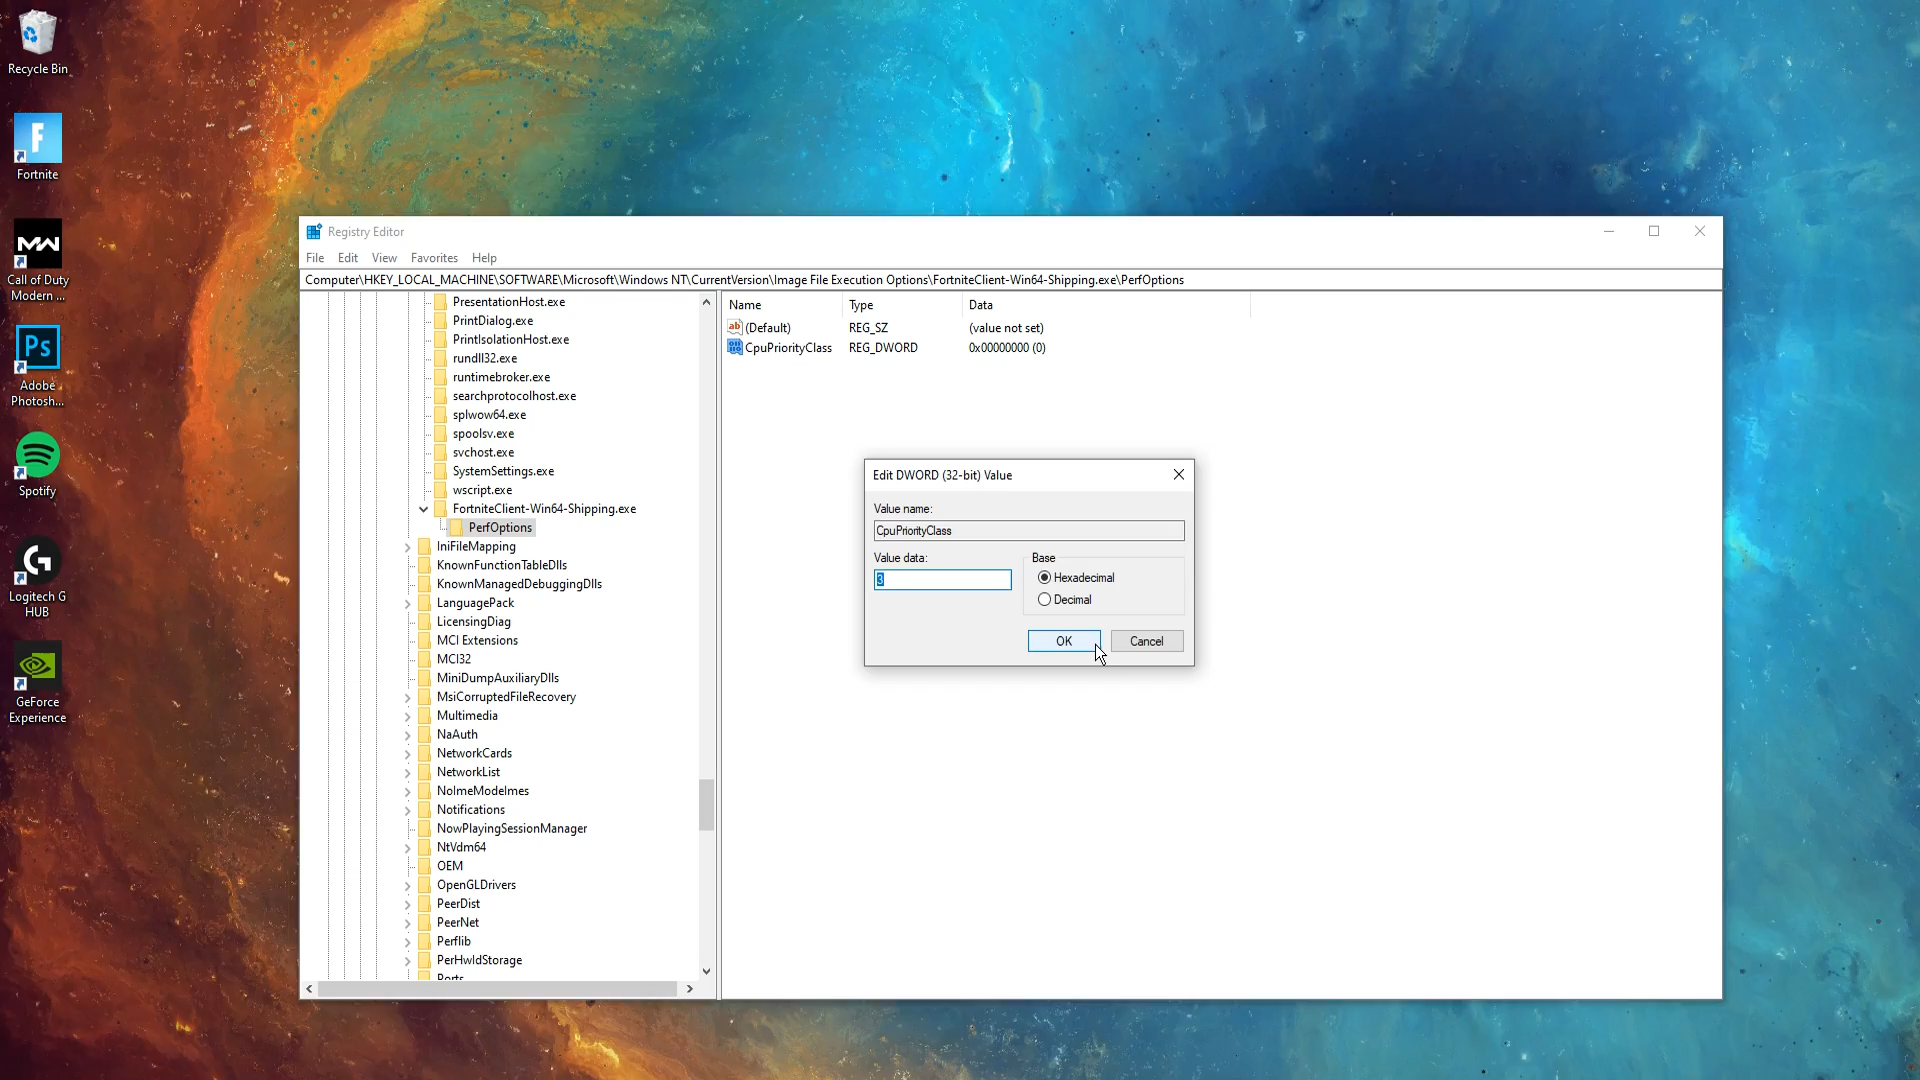 Recycle Bin
Fortnite
Call of Duty
Modern ...
Adobe
Photosh...
Spotify
Logitech G
HUB
GeForce
Experience
F
MW
Ps
G
Registry Editor
File Edit View Favorites Help
Computer\HKEY_LOCAL_MACHINE\SOFTWARE\Microsoft\Windows NT\CurrentVersion\Image File Execution Options\FortniteClient-Win64-Shipping.exe\PerfOptions
PresentationHost.exe
PrintDialog.exe
PrintIsolationHost.exe
rundll32.exe
runtimebroker.exe
searchprotocolhost.exe
splwow64.exe
spoolsv.exe
svchost.exe
SystemSettings.exe
wscript.exe
FortniteClient-Win64-Shipping.exe
PerfOptions
IniFileMapping
KnownFunctionTableDlls
KnownManagedDebuggingDlls
LanguagePack
LicensingDiag
MCI Extensions
MCI32
MiniDumpAuxiliaryDlls
MsiCorruptedFileRecovery
Multimedia
NaAuth
NetworkCards
NetworkList
NoImeModeImes
Notifications
NowPlayingSessionManager
NtVdm64
OEM
OpenGLDrivers
PeerDist
PeerNet
Perflib
PerHwIdStorage
Ports
Name Type Data
ab (Default) REG_SZ (value not set)
CpuPriorityClass REG_DWORD 0x00000000 (0)
Edit DWORD (32-bit) Value
Value name:
CpuPriorityClass
Value data:
3
Base
Hexadecimal
Decimal
OK
Cancel